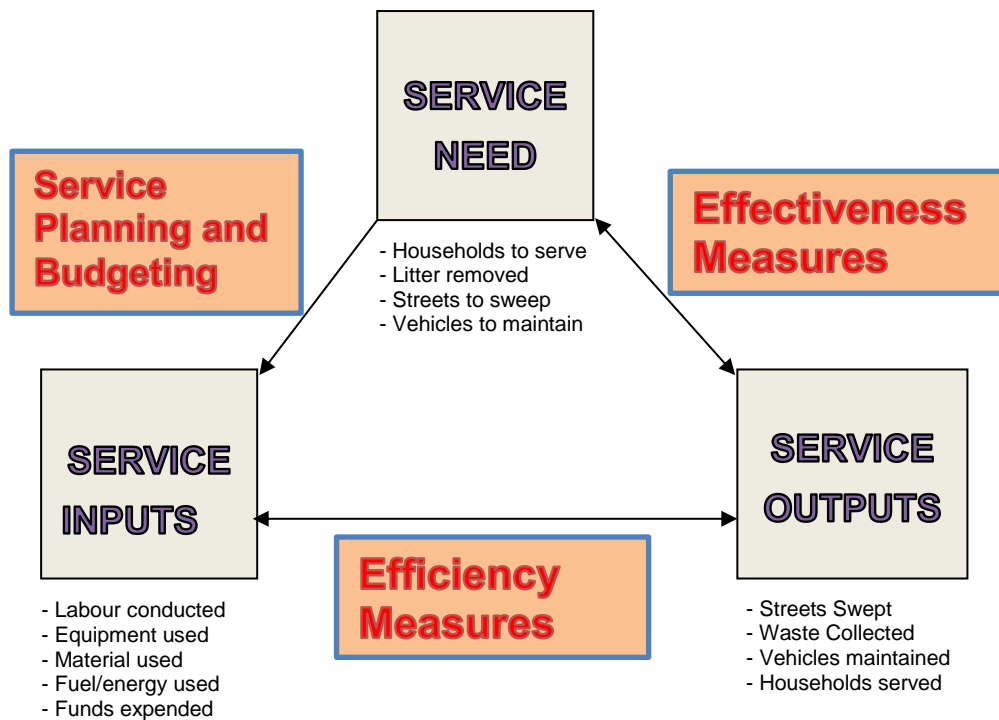 SERVICE
NEED
Service
Planning and
Budgeting
Effectiveness
Measures
- Households to serve
- Litter removed
- Streets to sweep
- Vehicles to maintain
SERVICE
INPUTS
SERVICE
OUTPUTS
Efficiency
Measures
- Labour conducted
- Equipment used
- Material used
- Fuel/energy used
- Funds expended
- Streets Swept
- Waste Collected
- Vehicles maintained
- Households served